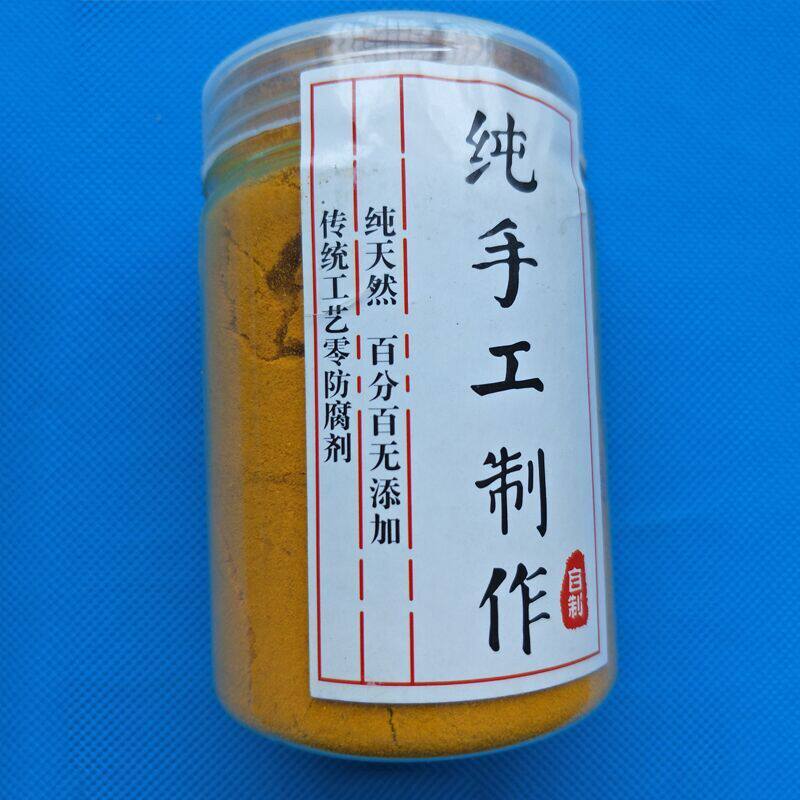 纯手工制作
自制
纯天然 百分百无添加
传统工艺零防腐剂